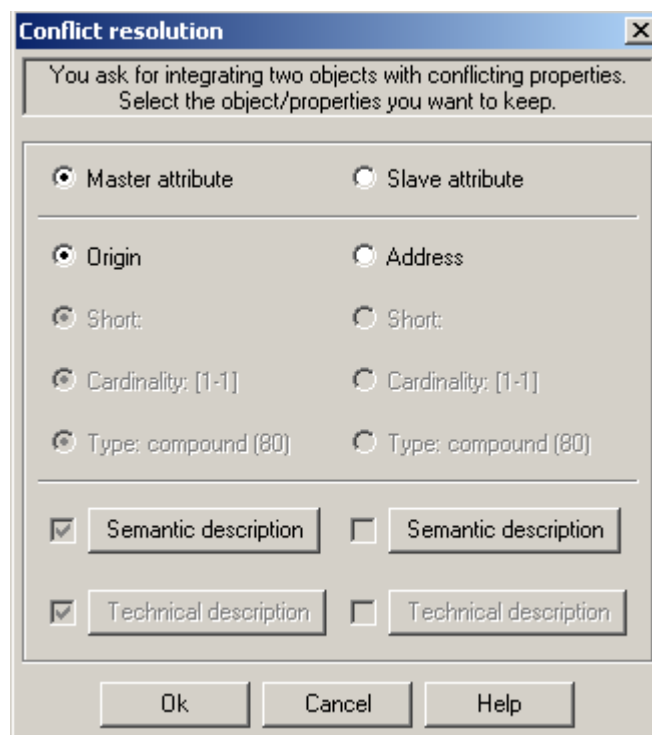 Conflict resolution
You ask for integrating two objects with conflicting properties.
Select the object/properties you want to keep.
Master attribute Slave attribute
Origin Address
Short: Short:
Cardinality: [1-1] Cardinality: [1-1]
Type: compound (80) Type: compound (80)
Semantic description Semantic description
Technical description Technical description
Ok Cancel Help